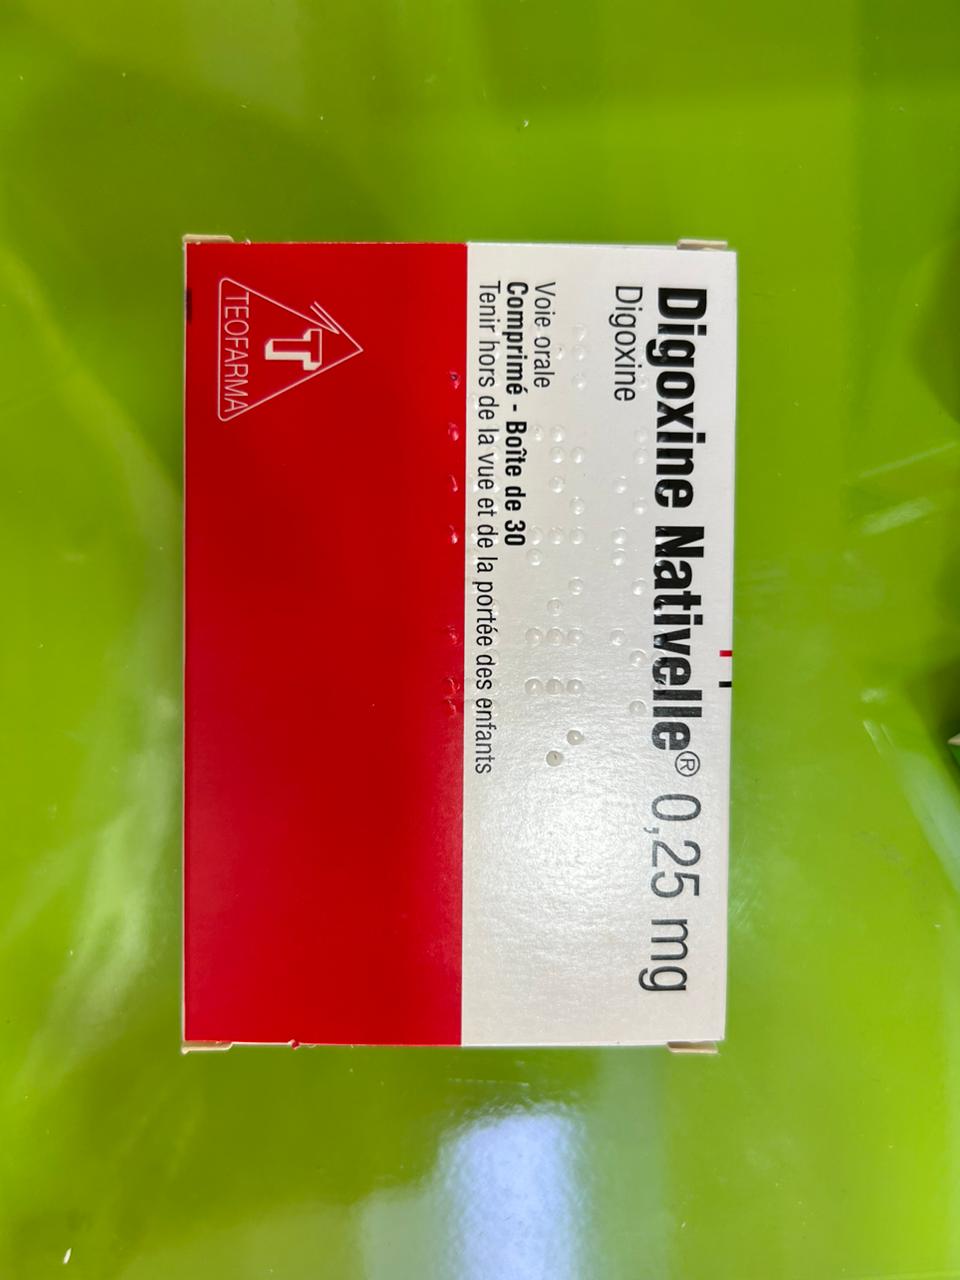 Digoxine Nativelle® 0,25 mg
Digoxine
Voie orale
Comprimé - Boîte de 30
Tenir hors de la vue et de la portée des enfants
T
TEOFARMA